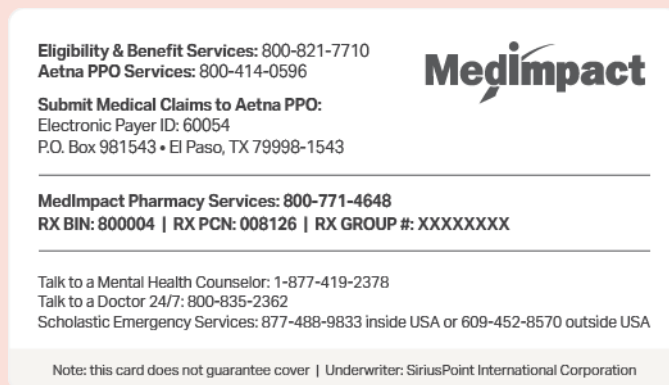 Eligibility & Benefit Services: 800-821-7710
Aetna PPO Services: 800-414-0596
MedImpact
Submit Medical Claims to Aetna PPO:
Electronic Payer ID: 60054
P.O. Box 981543 • El Paso, TX 79998-1543
MedImpact Pharmacy Services: 800-771-4648
RX BIN: 800004 | RX PCN: 008126 | RX GROUP #: XXXXXXXX
Talk to a Mental Health Counselor: 1-877-419-2378
Talk to a Doctor 24/7: 800-835-2362
Scholastic Emergency Services: 877-488-9833 inside USA or 609-452-8570 outside USA
Note: this card does not guarantee cover | Underwriter: SiriusPoint International Corporation